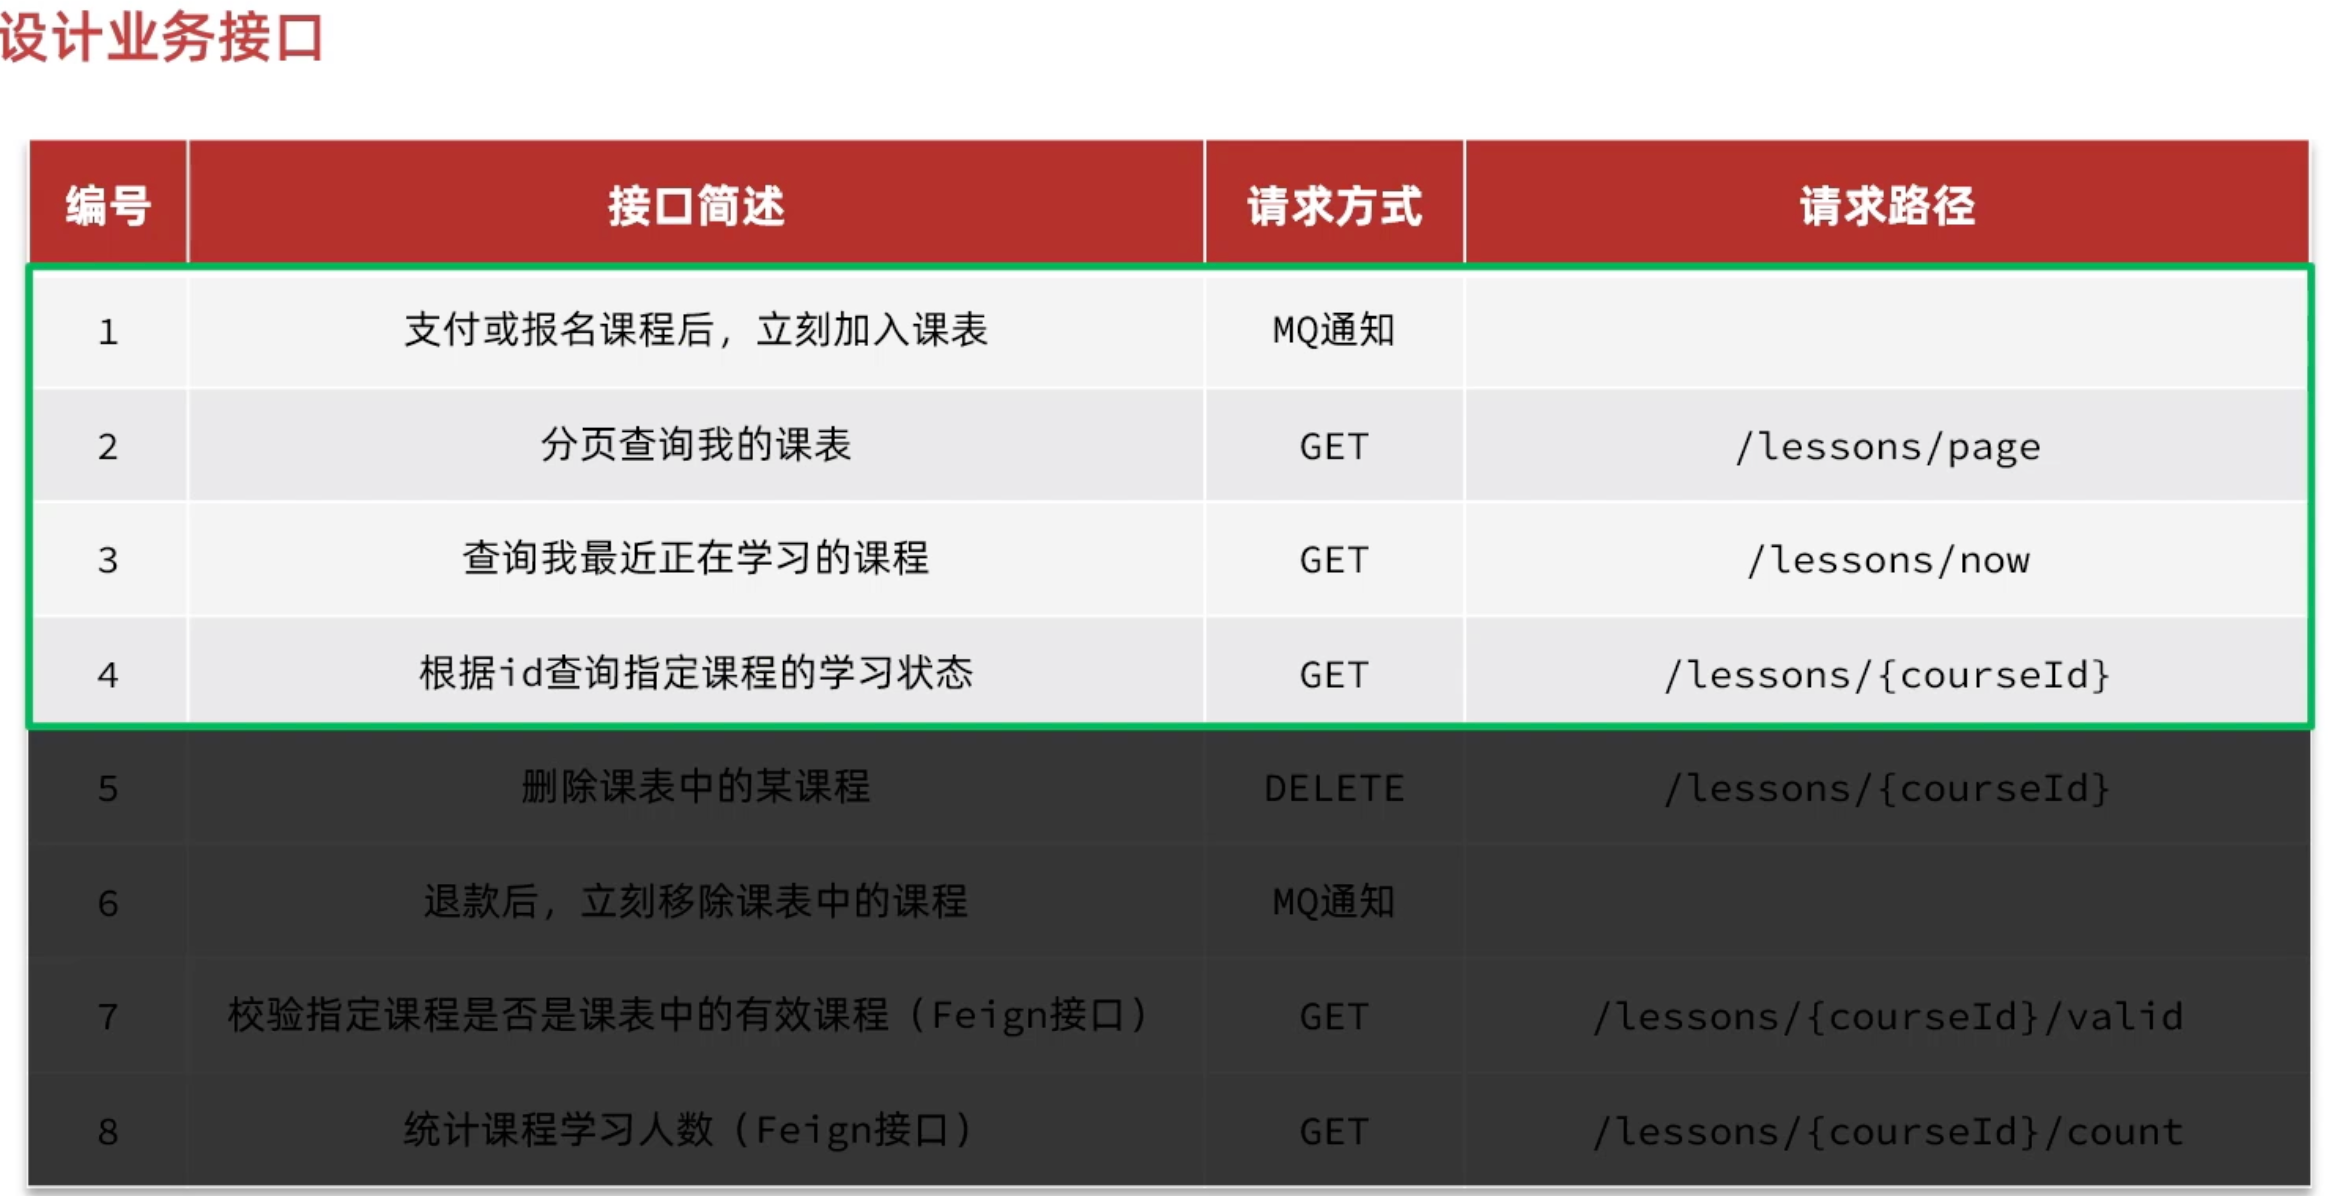 设计业务接口
编号 接口简述 请求方式 请求路径
1 支付或报名课程后，立刻加入课表 MQ通知
2 分页查询我的课表 GET /lessons/page
3 查询我最近正在学习的课程 GET /lessons/now
4 根据id查询指定课程的学习状态 GET /lessons/{courseId}
5 删除课表中的某课程 DELETE /lessons/{courseId}
6 退款后，立刻移除课表中的课程 MQ通知
7 校验指定课程是否是课表中的有效课程（Feign接口） GET /lessons/{courseId}/valid
8 统计课程学习人数（Feign接口） GET /lessons/{courseId}/count